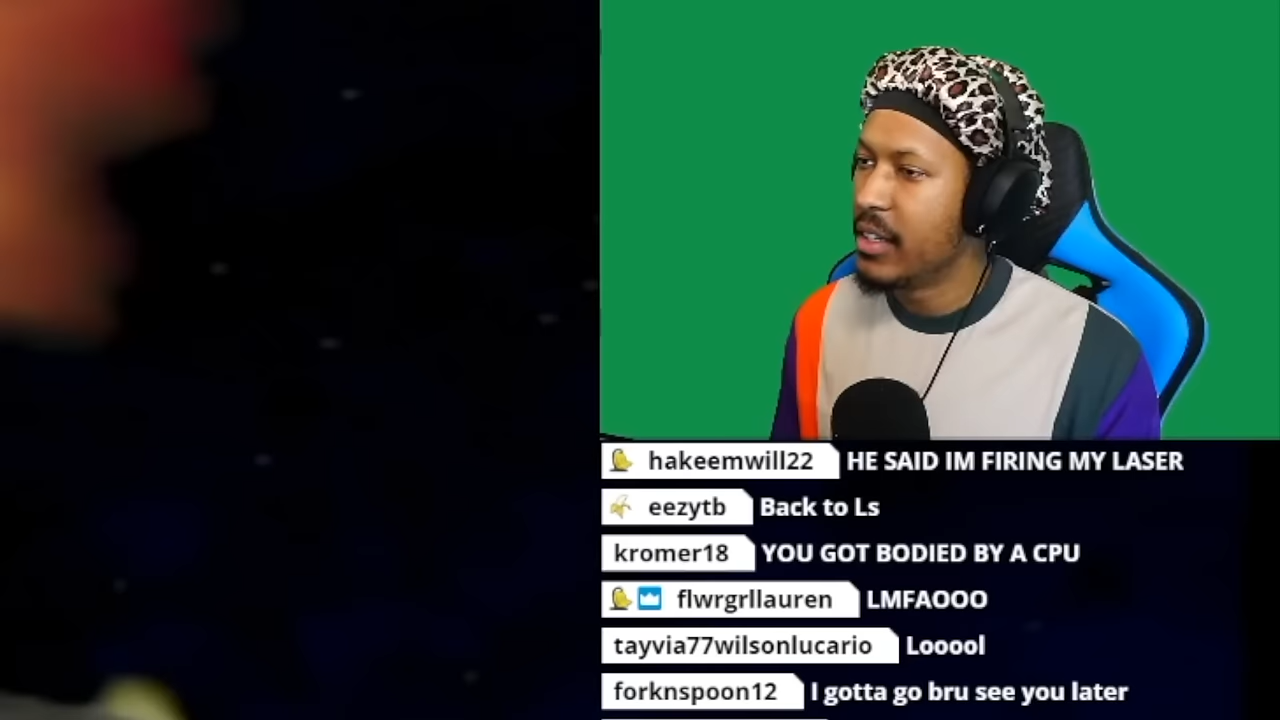 hakeemwill22 HE SAID IM FIRING MY LASER
eezytb Back to Ls
kromer18 YOU GOT BODIED BY A CPU
flwrgrllauren LMFAOOO
tayvia77wilsonlucario Looool
forknspoon12 I gotta go bru see you later